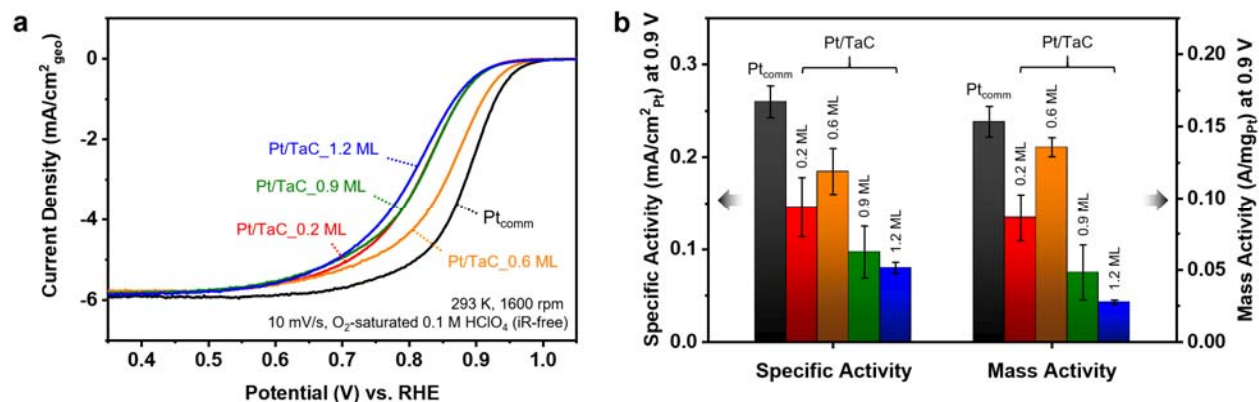 a
Current Density (mA/cm²geo)
0
-2
-4
-6
Pt/TaC_1.2 ML
Pt/TaC_0.9 ML
Pt/TaC_0.2 ML
Ptcomm
Pt/TaC_0.6 ML
293 K, 1600 rpm
10 mV/s, O₂-saturated 0.1 M HClO₄ (iR-free)
0.4 0.5 0.6 0.7 0.8 0.9 1.0
Potential (V) vs. RHE
b
Specific Activity (mA/cm²Pt) at 0.9 V
0.3
0.2
0.1
0.0
Pt/TaC
Ptcomm
0.2 ML
0.6 ML
0.9 ML
1.2 ML
Pt/TaC
Ptcomm
0.2 ML
0.6 ML
0.9 ML
1.2 ML
Specific Activity
Mass Activity
0.20
0.15
0.10
0.05
0.00
Mass Activity (A/mgPt) at 0.9 V